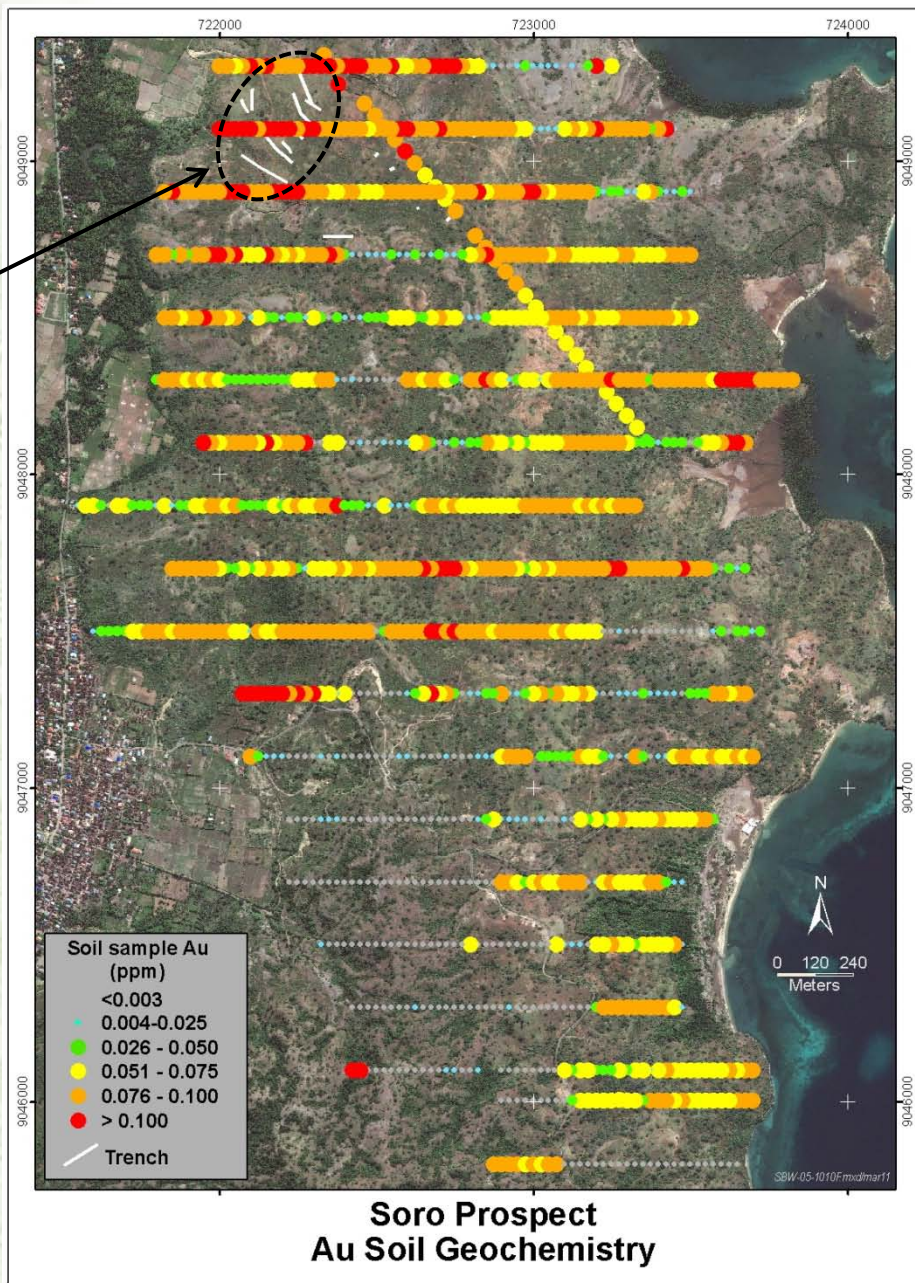 722000 723000 724000
9049000 9049000
9048000 9048000
9047000 9047000
N
0 120 240
Meters
Soil sample Au
(ppm)
<0.003
0.004-0.025
0.026 - 0.050
0.051 - 0.075
0.076 - 0.100
> 0.100
Trench
9046000 9046000
SBW-05-1010Fmxd/mar11
Soro Prospect
Au Soil Geochemistry